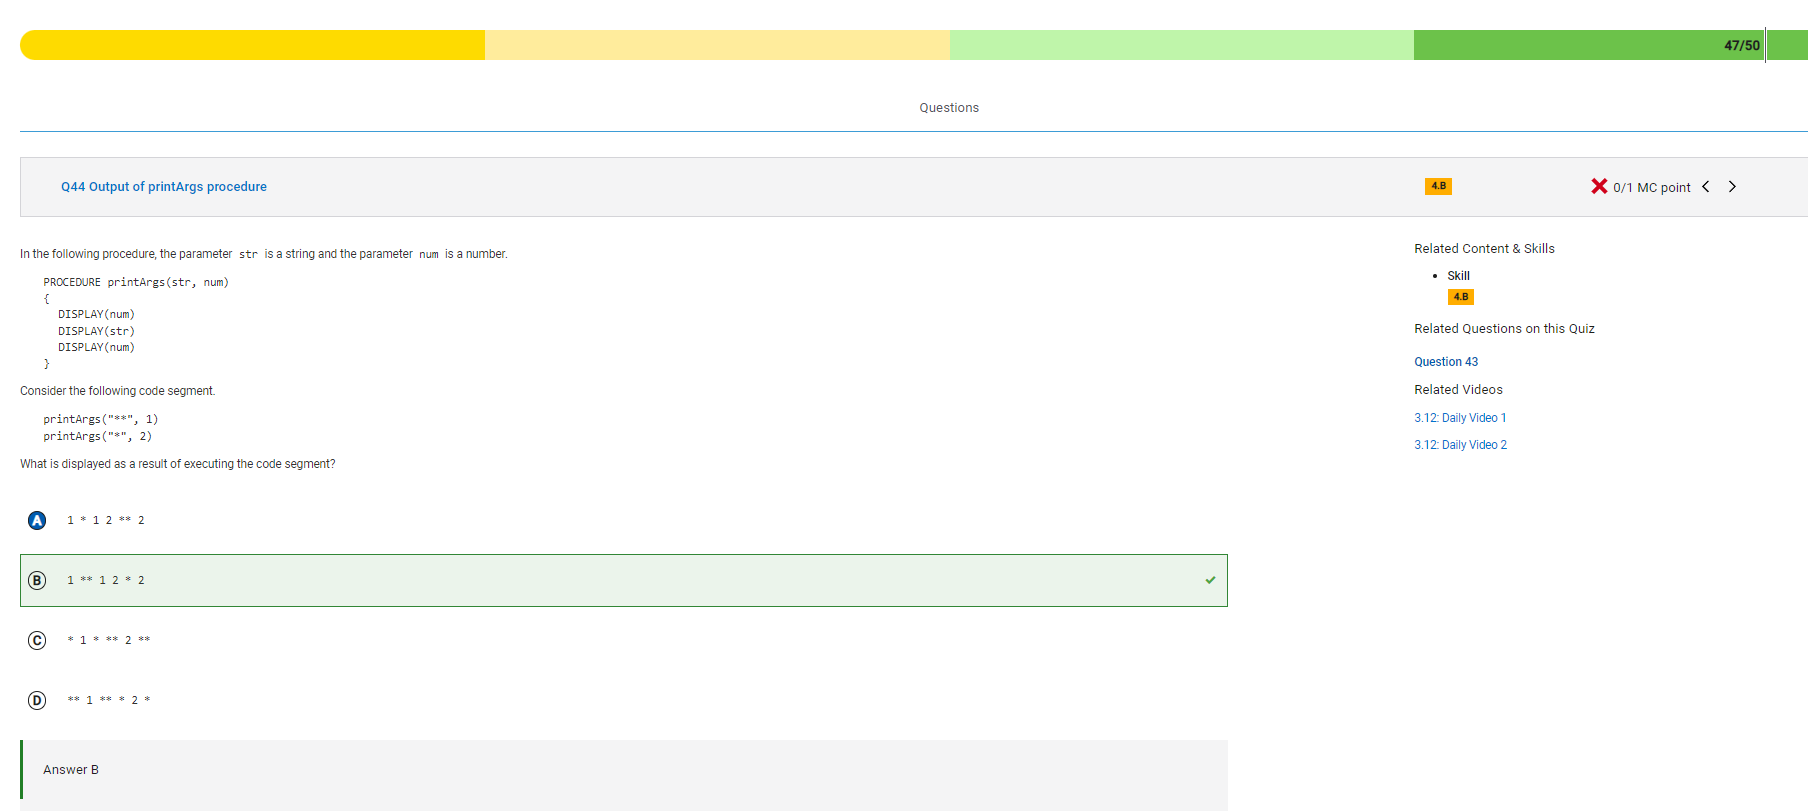 47/50
Questions
Q44 Output of printArgs procedure
4.B
0/1 MC point
In the following procedure, the parameter str is a string and the parameter num is a number.
PROCEDURE printArgs(str, num)
{
DISPLAY(num)
DISPLAY(str)
DISPLAY(num)
}
Consider the following code segment.
printArgs("**", 1)
printArgs("*", 2)
What is displayed as a result of executing the code segment?
A 1 * 1 2 ** 2
B 1 ** 1 2 * 2
C * 1 * ** 2 **
D ** 1 ** * 2 *
Answer B
Related Content & Skills
• Skill
4.B
Related Questions on this Quiz
Question 43
Related Videos
3.12: Daily Video 1
3.12: Daily Video 2